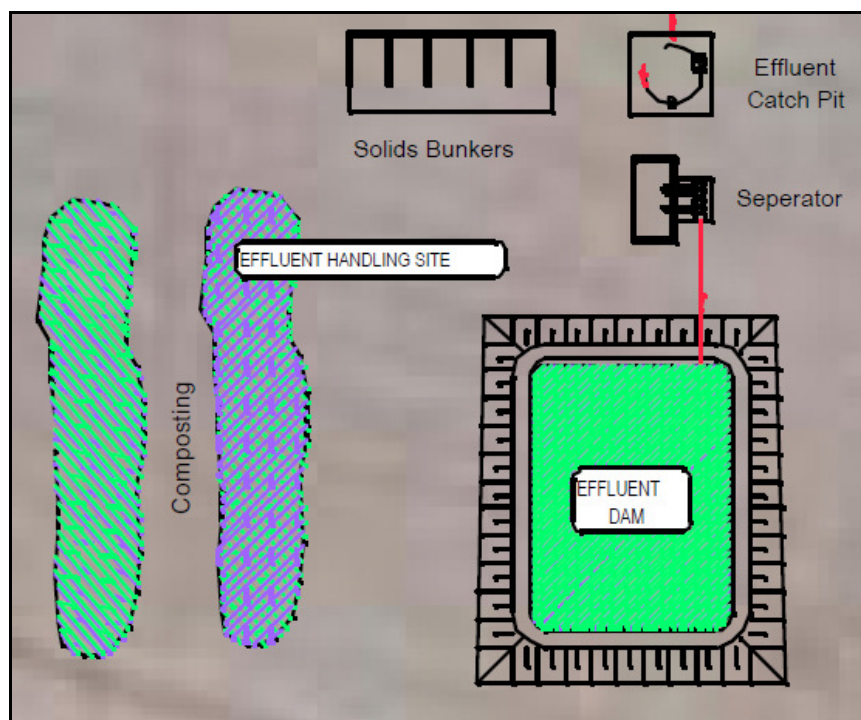 Effluent
Catch Pit
Solids Bunkers
Seperator
EFFLUENT HANDLING SITE
Composting
EFFLUENT
DAM